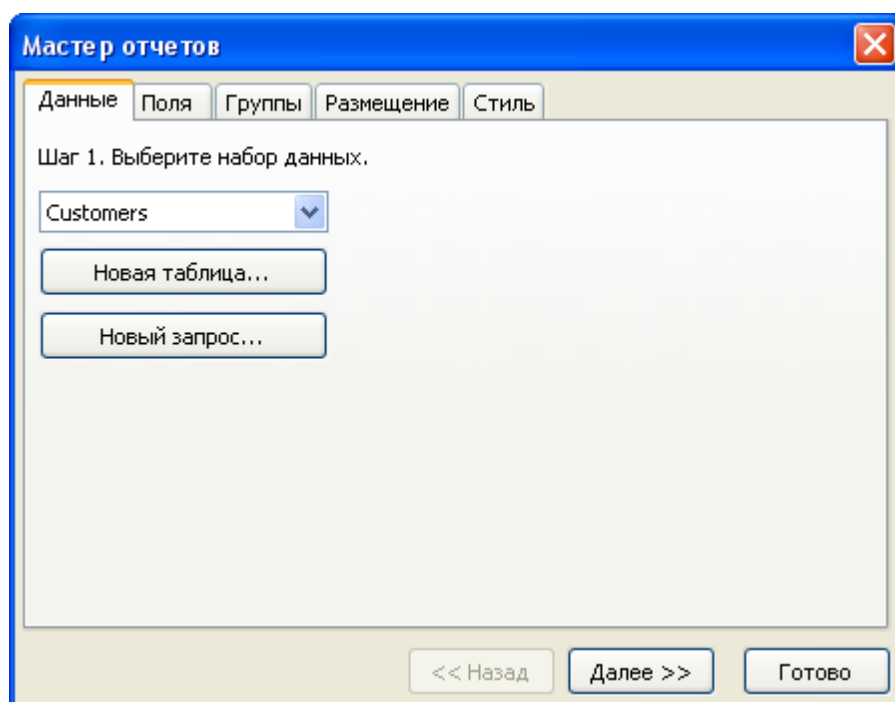 Мастер отчетов
Данные Поля Группы Размещение Стиль
Шаг 1. Выберите набор данных.
Customers
Новая таблица...
Новый запрос...
<< Назад Далее >> Готово